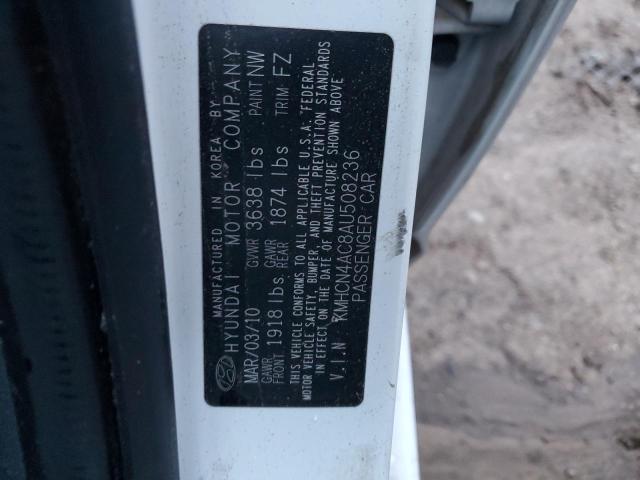 MANUFACTURED IN KOREA BY
HYUNDAI MOTOR COMPANY
MAR/03/10 GVWR 3638 lbs PAINT NW
GAWR FRONT 1918 lbs. GAWR REAR 1874 lbs TRIM FZ
THIS VEHICLE CONFORMS TO ALL APPLICABLE U.S.A. "FEDERAL
MOTOR VEHICLE SAFETY, BUMPER, AND THEFT PREVENTION STANDARDS
IN EFFECT ON THE DATE OF MANUFACTURE SHOWN ABOVE
V.I.N KMHCN4AC8AU508236
PASSENGER CAR